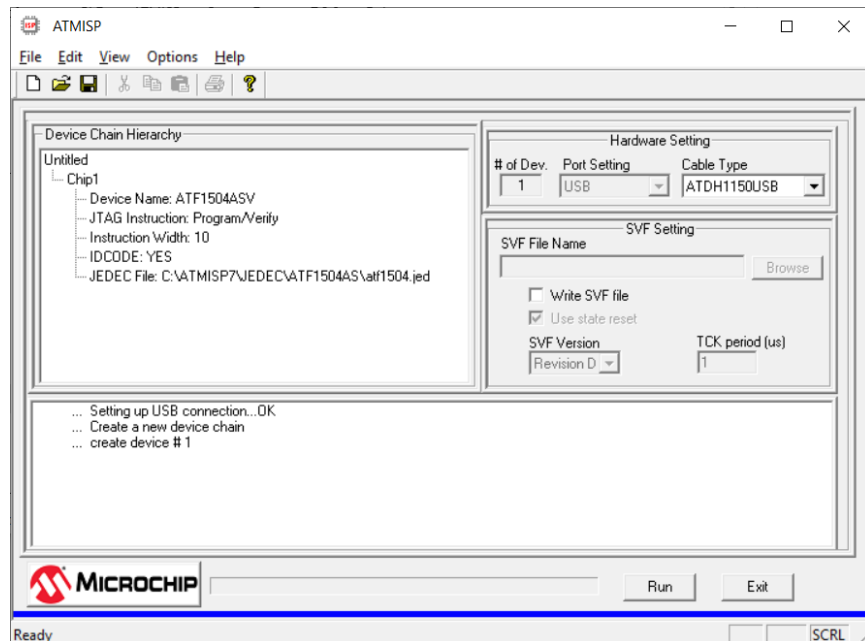 ATMISP
File Edit View Options Help
Device Chain Hierarchy
Untitled
Chip1
Device Name: ATF1504ASV
JTAG Instruction: Program/Verify
Instruction Width: 10
IDCODE: YES
JEDEC File: C:\ATMISP7\JEDEC\ATF1504AS\atf1504.jed
Hardware Setting
# of Dev. Port Setting Cable Type
1 USB ATDH1150USB
SVF Setting
SVF File Name
Browse
Write SVF file
Use state reset
SVF Version TCK period (us)
Revision D 1
... Setting up USB connection...OK
... Create a new device chain
... create device # 1
MICROCHIP Run Exit
Ready SCRL